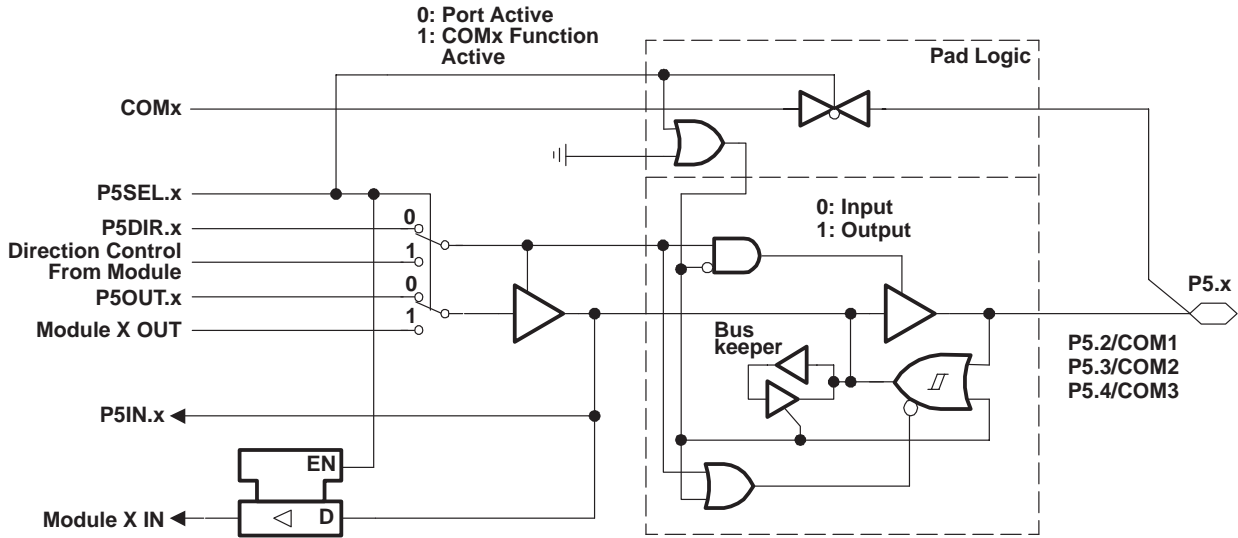 0: Port Active
1: COMx Function
Active
Pad Logic
COMx
P5SEL.x
0: Input
1: Output
P5DIR.x
0
Direction Control
From Module
1
P5OUT.x
0
P5.x
Module X OUT
1
Bus
keeper
P5.2/COM1
P5.3/COM2
P5.4/COM3
P5IN.x
EN
Module X IN
D